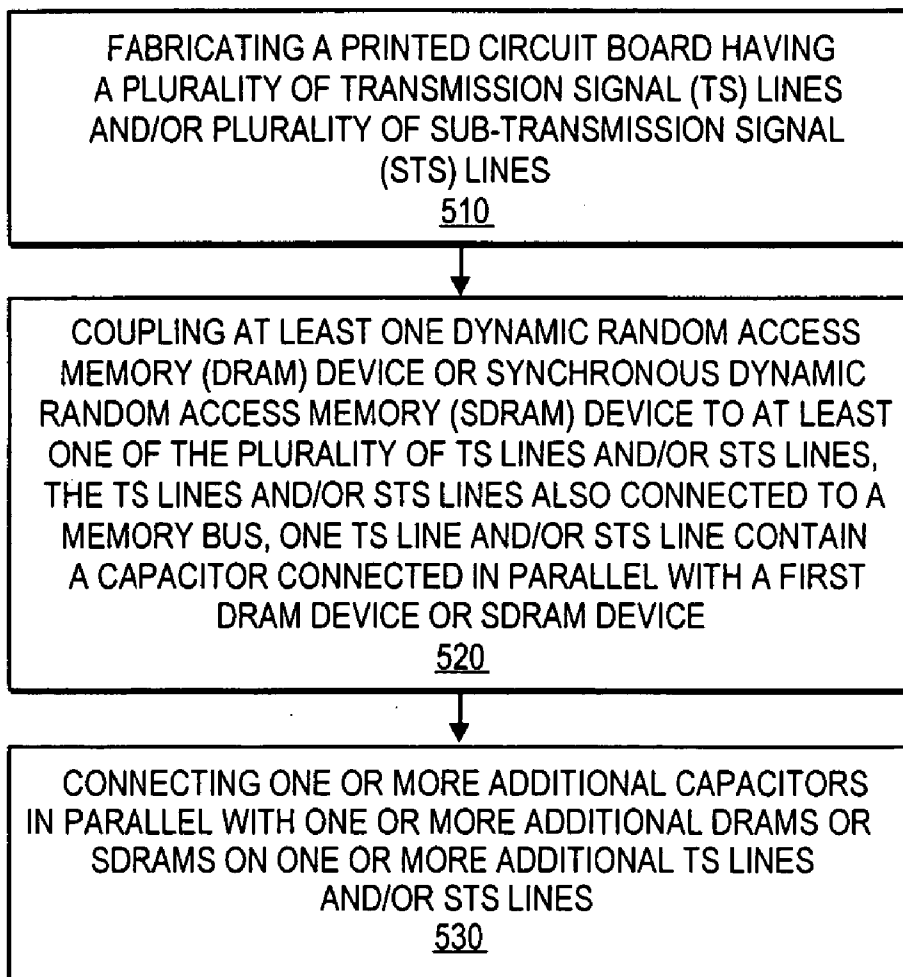 FABRICATING A PRINTED CIRCUIT BOARD HAVING
A PLURALITY OF TRANSMISSION SIGNAL (TS) LINES
AND/OR PLURALITY OF SUB-TRANSMISSION SIGNAL
(STS) LINES
510
COUPLING AT LEAST ONE DYNAMIC RANDOM ACCESS
MEMORY (DRAM) DEVICE OR SYNCHRONOUS DYNAMIC
RANDOM ACCESS MEMORY (SDRAM) DEVICE TO AT LEAST
ONE OF THE PLURALITY OF TS LINES AND/OR STS LINES,
THE TS LINES AND/OR STS LINES ALSO CONNECTED TO A
MEMORY BUS, ONE TS LINE AND/OR STS LINE CONTAIN
A CAPACITOR CONNECTED IN PARALLEL WITH A FIRST
DRAM DEVICE OR SDRAM DEVICE
520
CONNECTING ONE OR MORE ADDITIONAL CAPACITORS
IN PARALLEL WITH ONE OR MORE ADDITIONAL DRAMS OR
SDRAMS ON ONE OR MORE ADDITIONAL TS LINES
AND/OR STS LINES
530